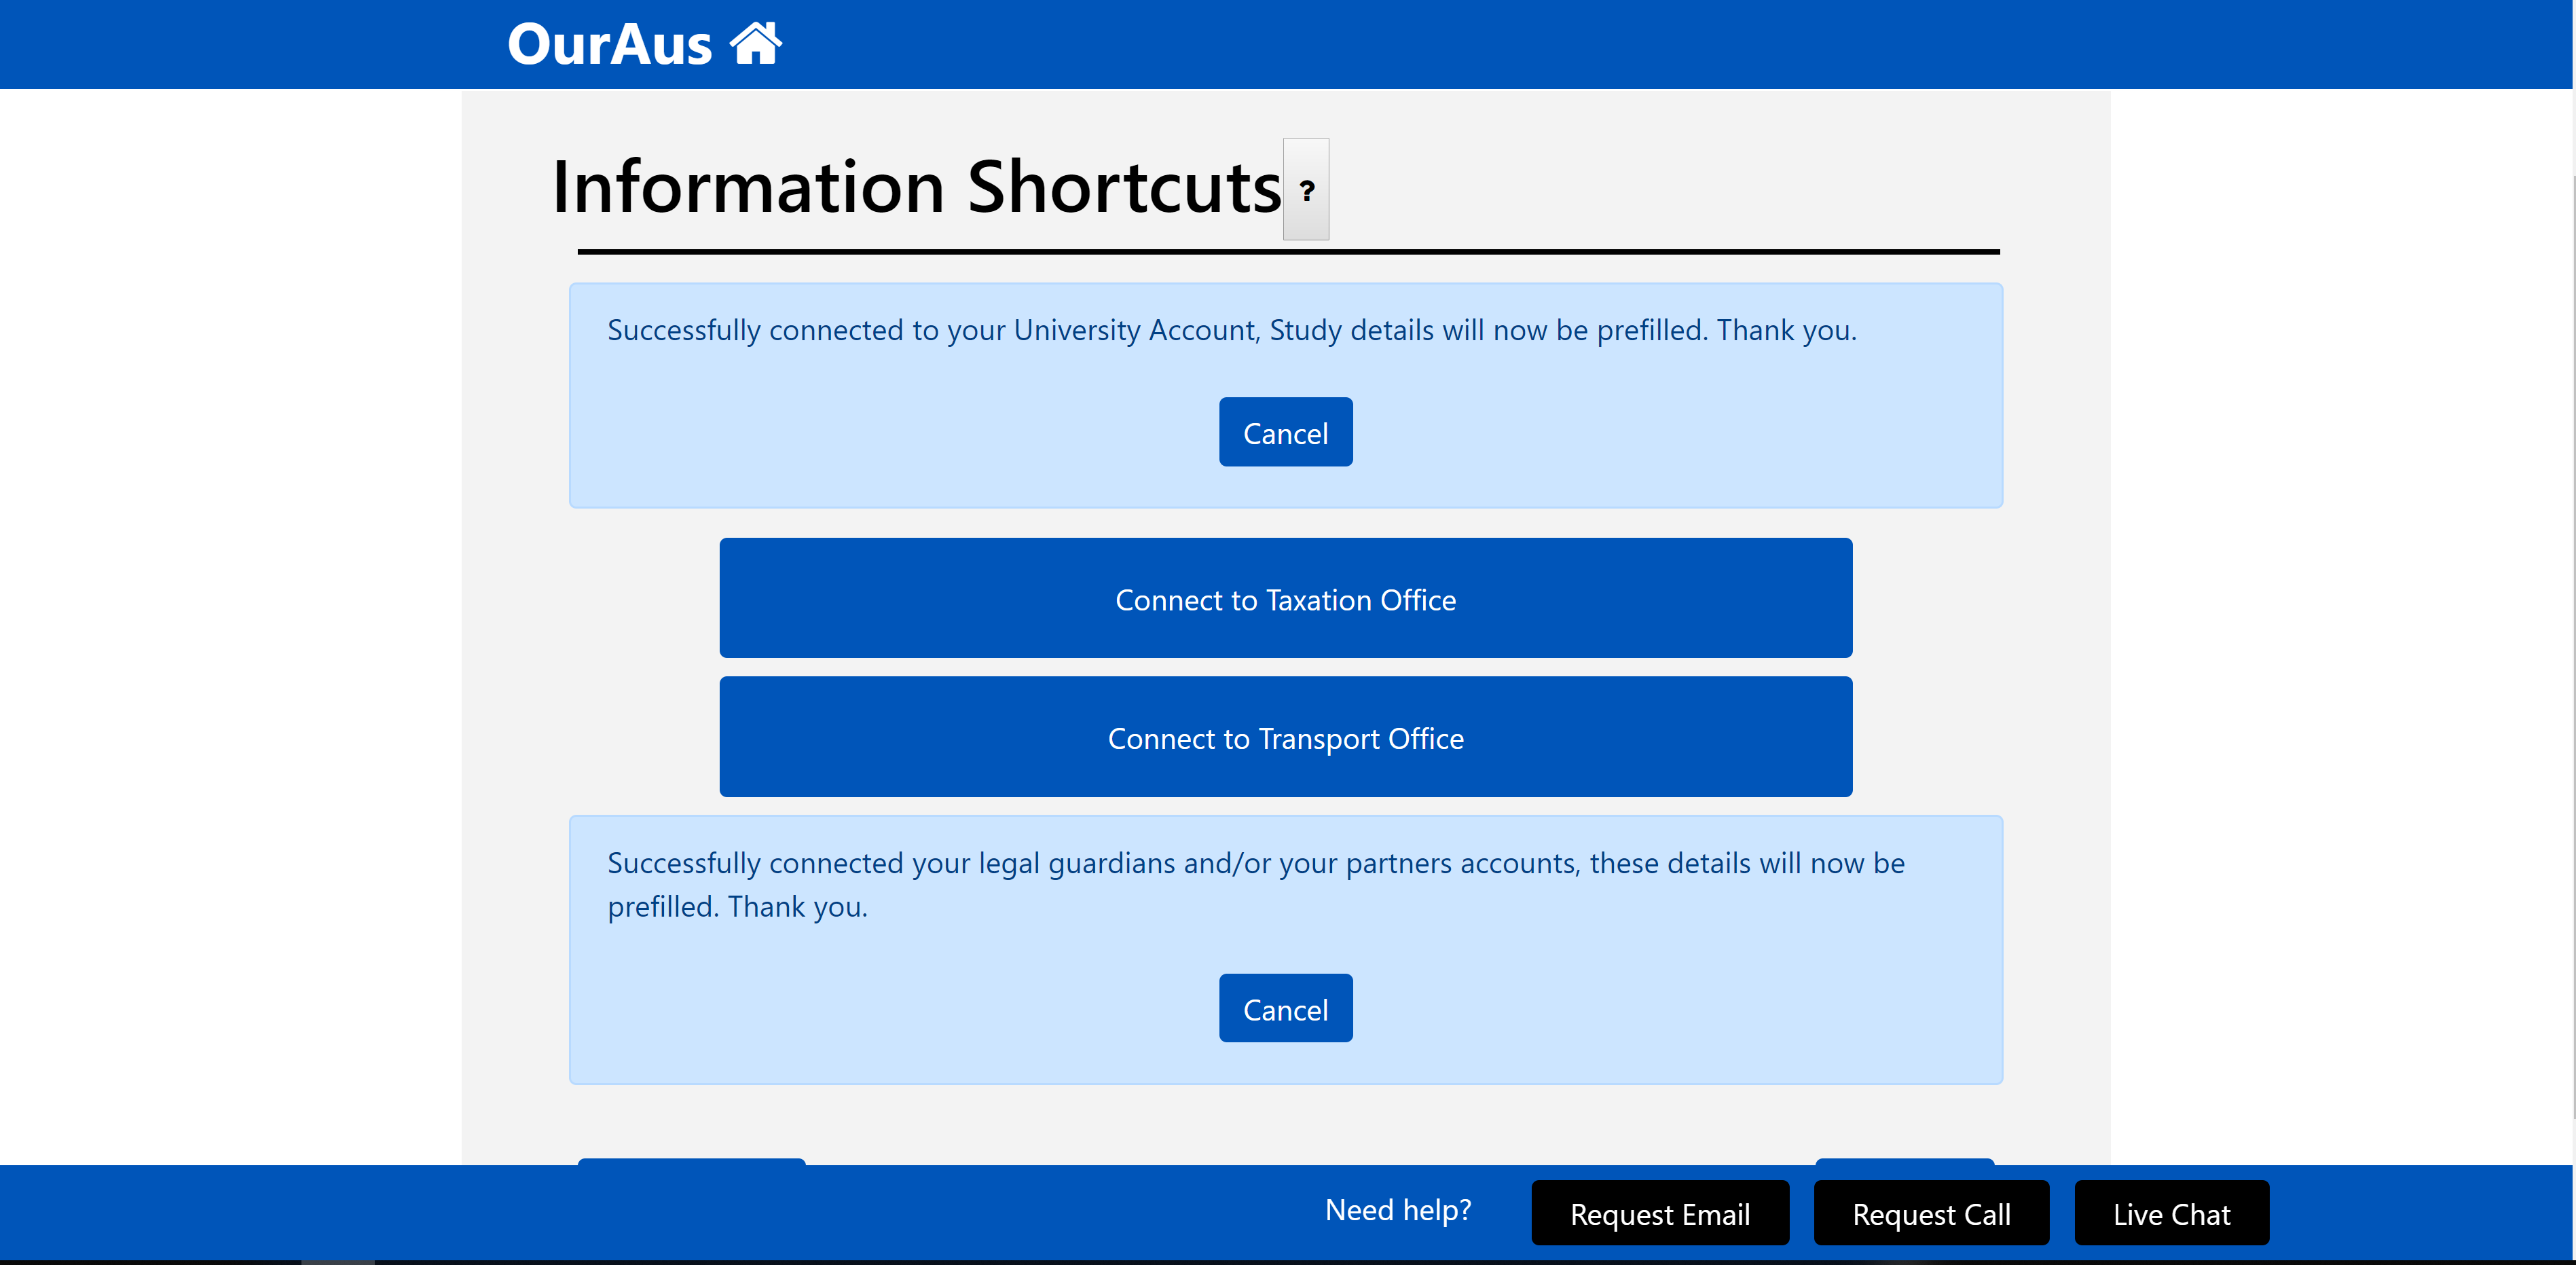 OurAus
Information Shortcuts ?
Successfully connected to your University Account, Study details will now be prefilled. Thank you.
Cancel
Connect to Taxation Office
Connect to Transport Office
Successfully connected your legal guardians and/or your partners accounts, these details will now be
prefilled. Thank you.
Cancel
Need help? Request Email Request Call Live Chat